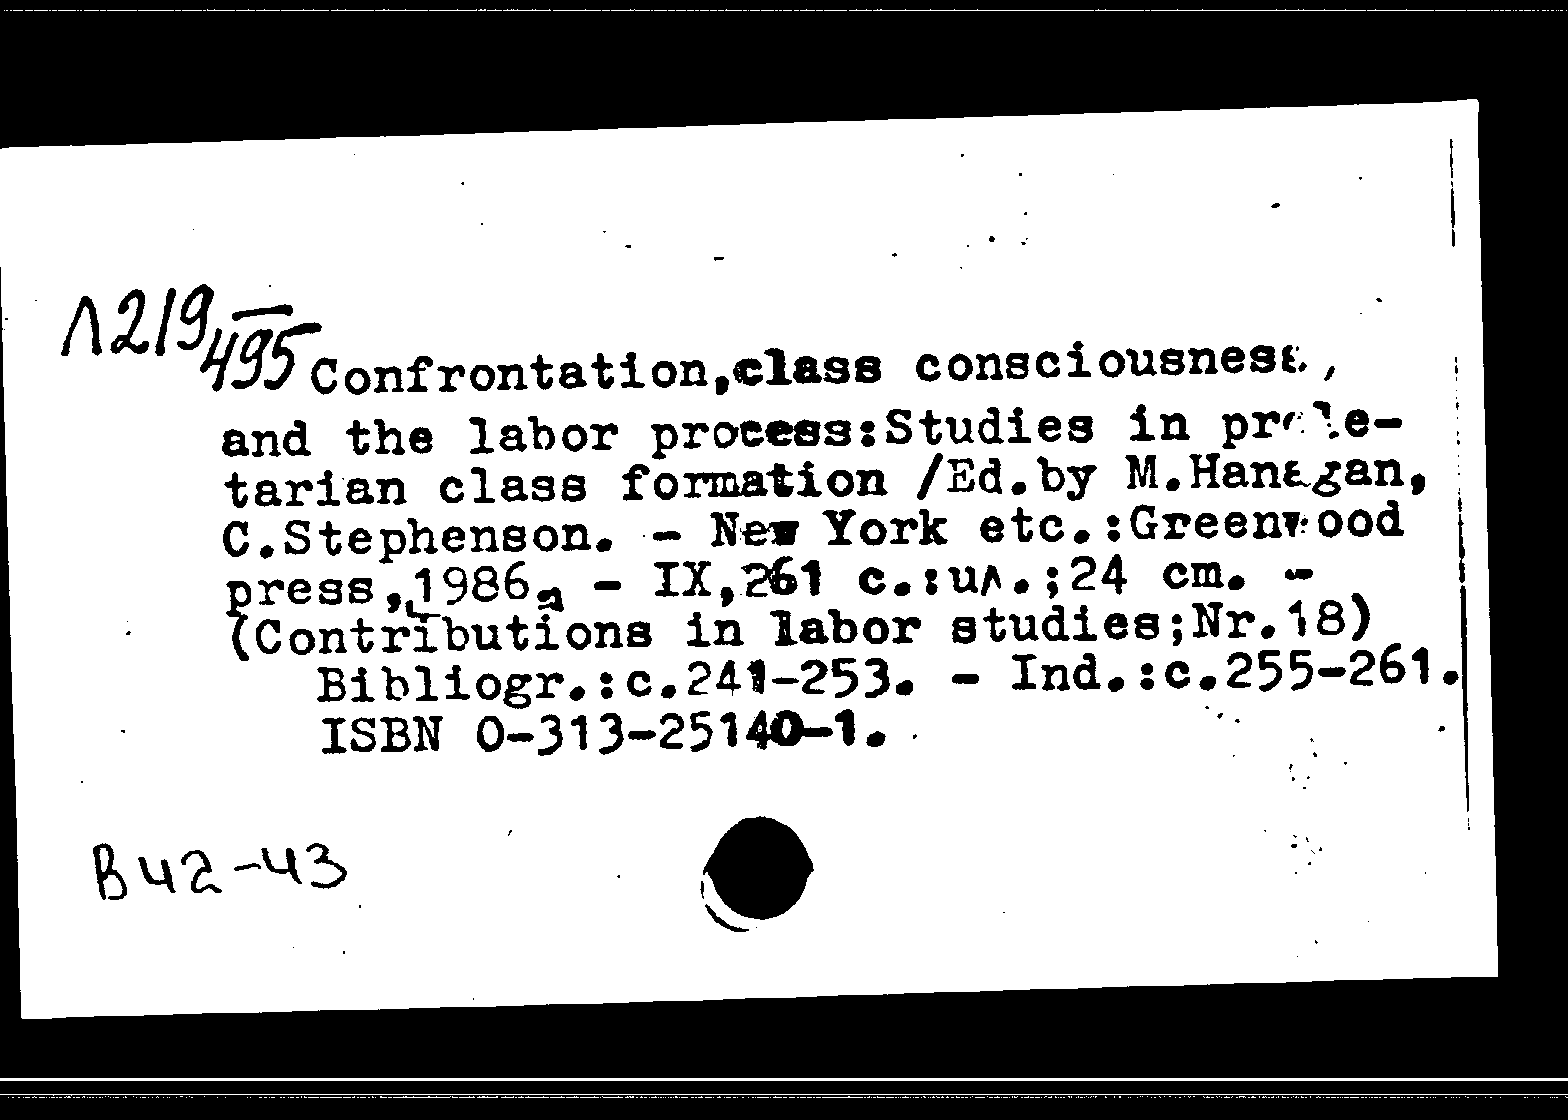 Л219
495
Confrontation,class consciousness,
and the labor process:Studies in prole-
tarian class formation /Ed.by M.Hanagan,
C.Stephenson. - New York etc.:Greenwood
press,1986. - IX,261 с.:ил.;24 cm. -
(Contributions in labor studies;Nr.18)
Bibliogr.:c.241-253. - Ind.:c.255-261.
ISBN 0-313-25140-1.
В 42-43